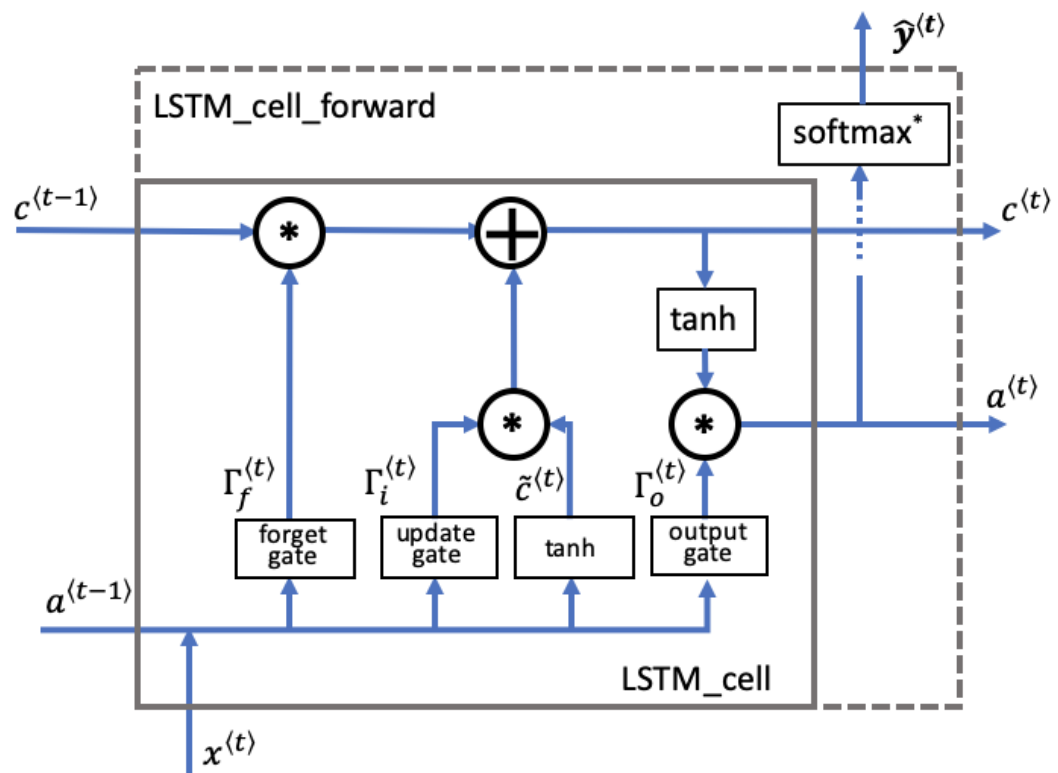 ŷ⟨t⟩
LSTM_cell_forward
softmax*
c⟨t−1⟩
c⟨t⟩
*
+
tanh
a⟨t⟩
*
*
Γf⟨t⟩
Γi⟨t⟩
c̃⟨t⟩
Γo⟨t⟩
forget
gate
update
gate
tanh
output
gate
a⟨t−1⟩
LSTM_cell
x⟨t⟩